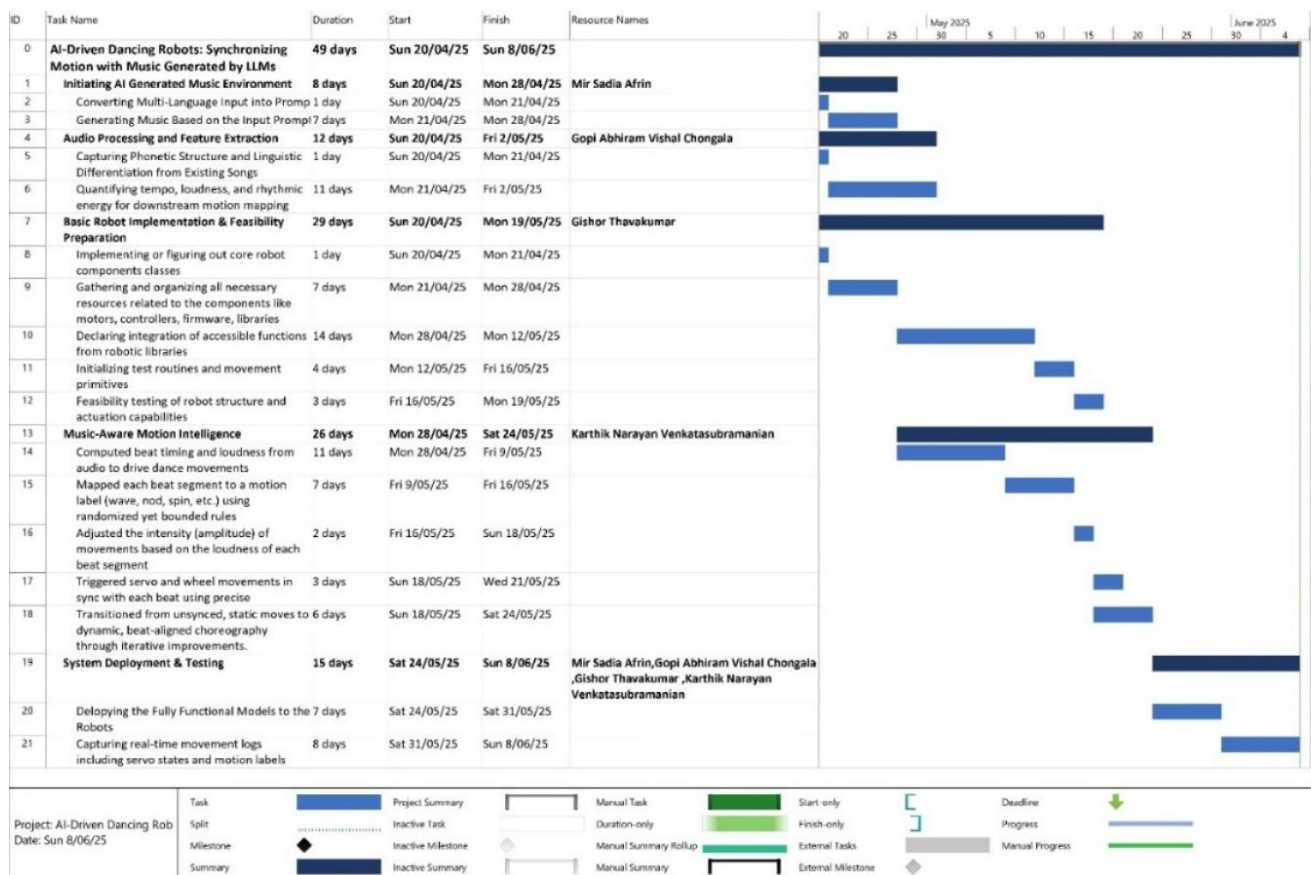 ID Task Name Duration Start Finish Resource Names
May 2025 June 2025
20 25 30 5 10 15 20 25 30 4
0 AI-Driven Dancing Robots: Synchronizing 49 days Sun 20/04/25 Sun 8/06/25
Motion with Music Generated by LLMs
1 Initiating AI Generated Music Environment 8 days Sun 20/04/25 Mon 28/04/25 Mir Sadia Afrin
2 Converting Multi-Language Input into Promp 1 day Sun 20/04/25 Mon 21/04/25
3 Generating Music Based on the Input Prompt 7 days Mon 21/04/25 Mon 28/04/25
4 Audio Processing and Feature Extraction 12 days Sun 20/04/25 Fri 2/05/25 Gopi Abhiram Vishal Chongala
5 Capturing Phonetic Structure and Linguistic 1 day Sun 20/04/25 Mon 21/04/25
Differentiation from Existing Songs
6 Quantifying tempo, loudness, and rhythmic 11 days Mon 21/04/25 Fri 2/05/25
energy for downstream motion mapping
7 Basic Robot Implementation & Feasibility 29 days Sun 20/04/25 Mon 19/05/25 Gishor Thavakumar
Preparation
8 Implementing or figuring out core robot 1 day Sun 20/04/25 Mon 21/04/25
components classes
9 Gathering and organizing all necessary 7 days Mon 21/04/25 Mon 28/04/25
resources related to the components like
motors, controllers, firmware, libraries
10 Declaring integration of accessible functions 14 days Mon 28/04/25 Mon 12/05/25
from robotic libraries
11 Initializing test routines and movement 4 days Mon 12/05/25 Fri 16/05/25
primitives
12 Feasibility testing of robot structure and 3 days Fri 16/05/25 Mon 19/05/25
actuation capabilities
13 Music-Aware Motion Intelligence 26 days Mon 28/04/25 Sat 24/05/25 Karthik Narayan Venkatasubramanian
14 Computed beat timing and loudness from 11 days Mon 28/04/25 Fri 9/05/25
audio to drive dance movements
15 Mapped each beat segment to a motion 7 days Fri 9/05/25 Fri 16/05/25
label (wave, nod, spin, etc.) using
randomized yet bounded rules
16 Adjusted the intensity (amplitude) of 2 days Fri 16/05/25 Sun 18/05/25
movements based on the loudness of each
beat segment
17 Triggered servo and wheel movements in 3 days Sun 18/05/25 Wed 21/05/25
sync with each beat using precise
18 Transitioned from unsynced, static moves to 6 days Sun 18/05/25 Sat 24/05/25
dynamic, beat-aligned choreography
through iterative improvements.
19 System Deployment & Testing 15 days Sat 24/05/25 Sun 8/06/25 Mir Sadia Afrin,Gopi Abhiram Vishal Chongala
,Gishor Thavakumar ,Karthik Narayan
Venkatasubramanian
20 Delopying the Fully Functional Models to the 7 days Sat 24/05/25 Sat 31/05/25
Robots
21 Capturing real-time movement logs 8 days Sat 31/05/25 Sun 8/06/25
including servo states and motion labels
Project: AI-Driven Dancing Rob
Date: Sun 8/06/25
Task Project Summary Manual Task Start-only Deadline
Split Inactive Task Duration-only Finish-only Progress
Milestone Inactive Milestone Manual Summary Rollup External Tasks Manual Progress
Summary Inactive Summary Manual Summary External Milestone